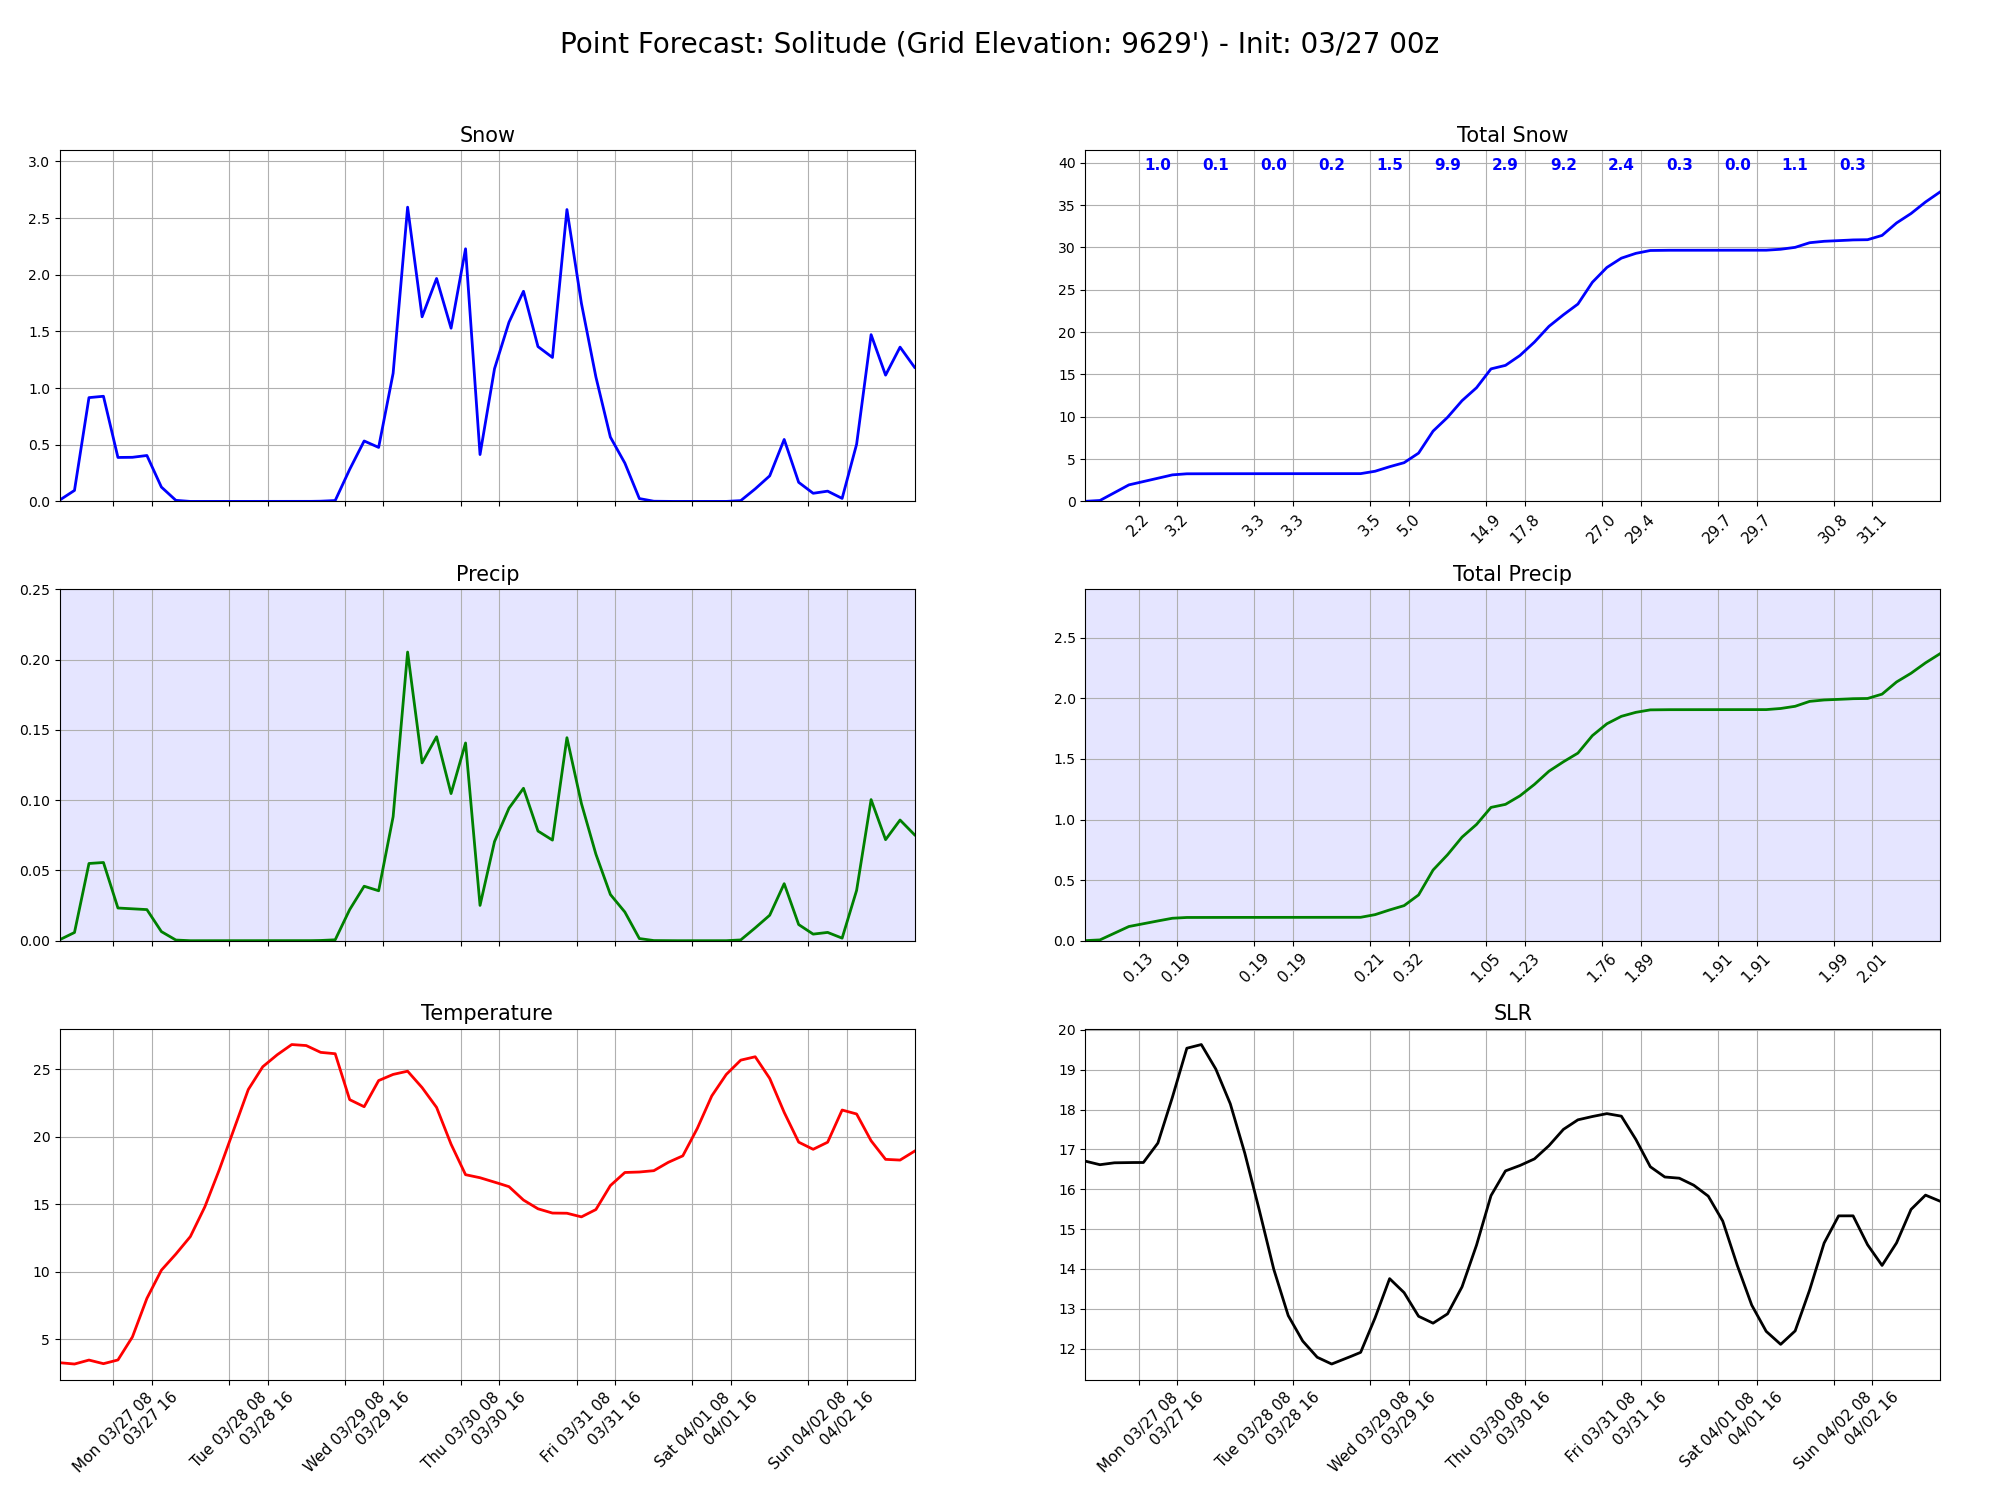 Point Forecast: Solitude (Grid Elevation: 9629') - Init: 03/27 00z
Snow
3.0
2.5
2.0
1.5
1.0
0.5
0.0
Total Snow
1.0 0.1 0.0 0.2 1.5 9.9 2.9 9.2 2.4 0.3 0.0 1.1 0.3
40
35
30
25
20
15
10
5
0
2.2 3.2 3.3 3.3 3.5 5.0 14.9 17.8 27.0 29.4 29.7 29.7 30.8 31.1
Precip
0.25
0.20
0.15
0.10
0.05
0.00
Total Precip
2.5
2.0
1.5
1.0
0.5
0.0
0.13 0.19 0.19 0.19 0.21 0.32 1.05 1.23 1.76 1.89 1.91 1.91 1.99 2.01
Temperature
25
20
15
10
5
Mon 03/27 08
03/27 16
Tue 03/28 08
03/28 16
Wed 03/29 08
03/29 16
Thu 03/30 08
03/30 16
Fri 03/31 08
03/31 16
Sat 04/01 08
04/01 16
Sun 04/02 08
04/02 16
SLR
20
19
18
17
16
15
14
13
12
Mon 03/27 08
03/27 16
Tue 03/28 08
03/28 16
Wed 03/29 08
03/29 16
Thu 03/30 08
03/30 16
Fri 03/31 08
03/31 16
Sat 04/01 08
04/01 16
Sun 04/02 08
04/02 16